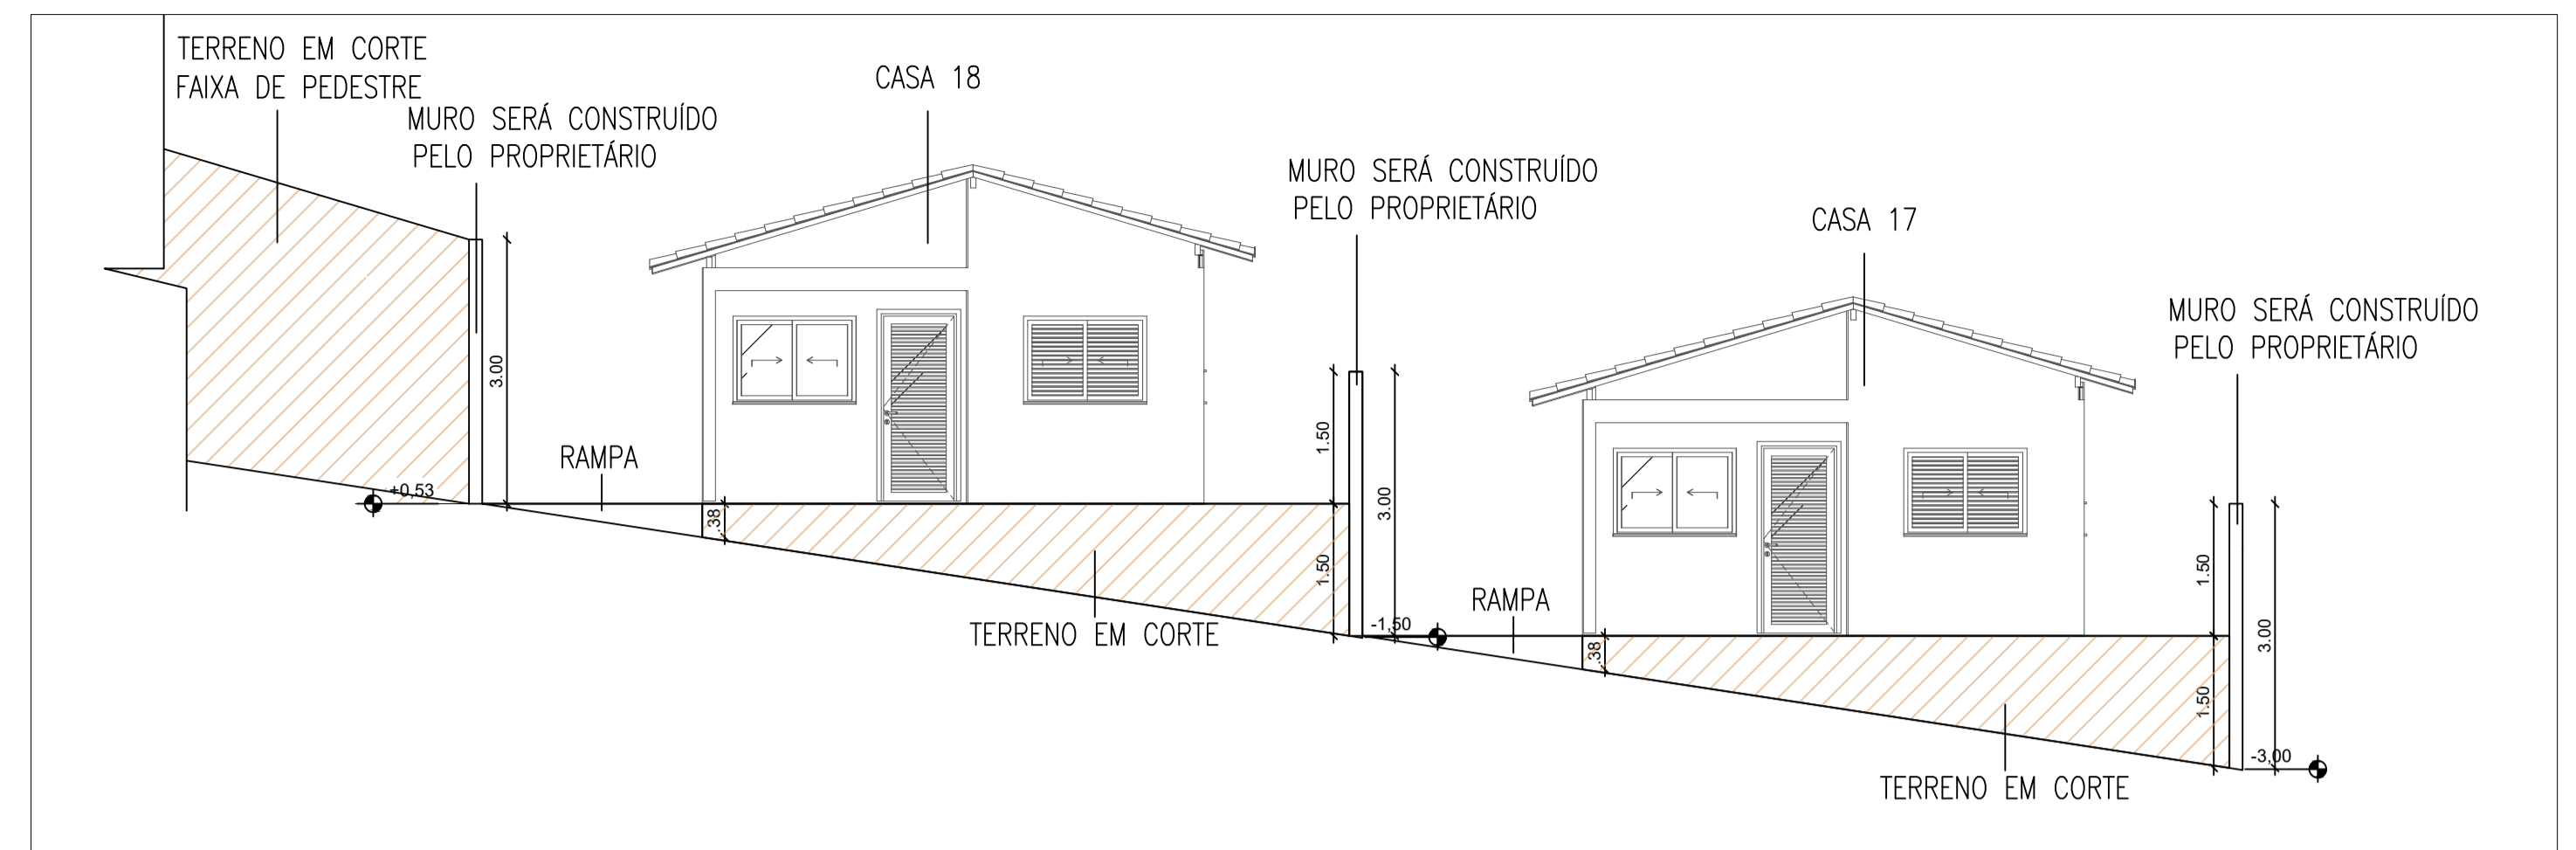 TERRENO EM CORTE
FAIXA DE PEDESTRE
MURO SERÁ CONSTRUÍDO
PELO PROPRIETÁRIO
CASA 18
MURO SERÁ CONSTRUÍDO
PELO PROPRIETÁRIO
CASA 17
MURO SERÁ CONSTRUÍDO
PELO PROPRIETÁRIO
3.00
RAMPA
+0,53
.38
1.50
3.00
1.50
TERRENO EM CORTE
-1,50
RAMPA
.38
1.50
3.00
1.50
-3,00
TERRENO EM CORTE